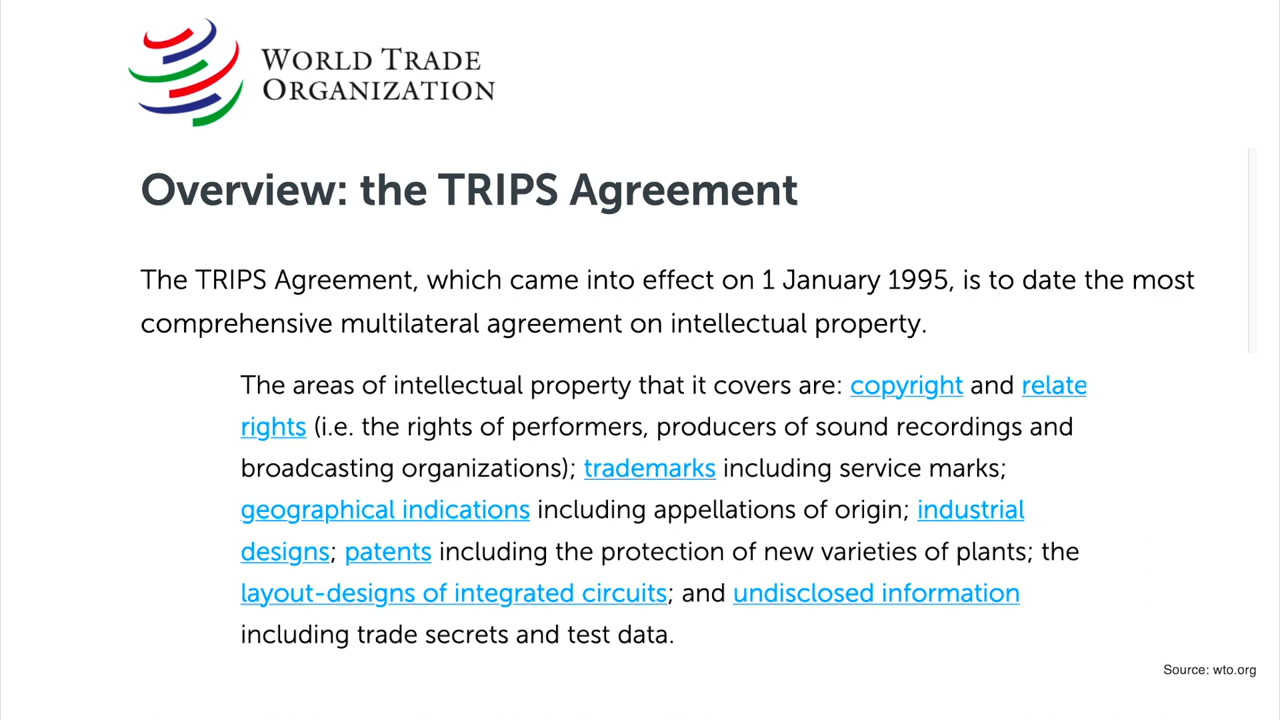 WORLD TRADE
ORGANIZATION
Overview: the TRIPS Agreement
The TRIPS Agreement, which came into effect on 1 January 1995, is to date the most
comprehensive multilateral agreement on intellectual property.
The areas of intellectual property that it covers are: copyright and relate
rights (i.e. the rights of performers, producers of sound recordings and
broadcasting organizations); trademarks including service marks;
geographical indications including appellations of origin; industrial
designs; patents including the protection of new varieties of plants; the
layout-designs of integrated circuits; and undisclosed information
including trade secrets and test data.
Source: wto.org